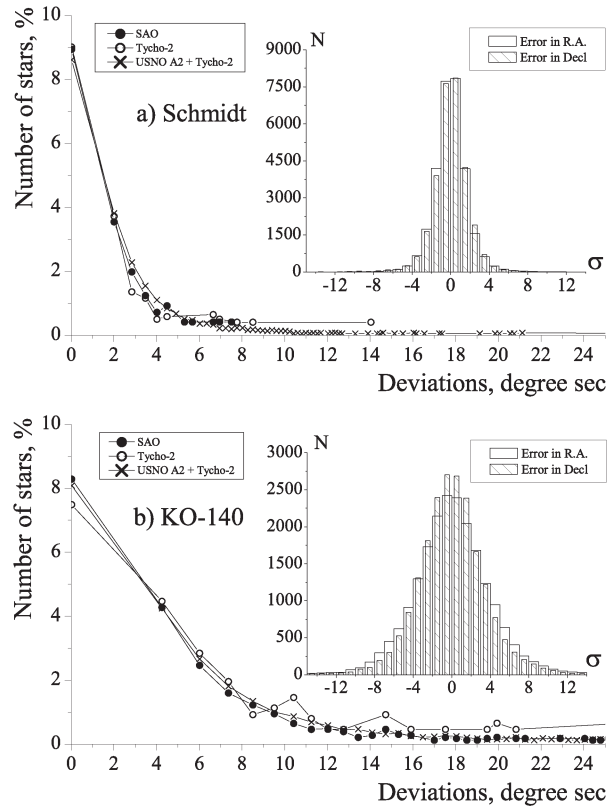 10
8
6
4
2
0
Number of stars, %
SAO
Tycho-2
USNO A2 + Tycho-2
a) Schmidt
N
9000
7500
6000
4500
3000
1500
0
Error in R.A.
Error in Decl
-12 -8 -4 0 4 8 12
σ
0 2 4 6 8 10 12 14 16 18 20 22 24
Deviations, degree sec
10
8
6
4
2
0
Number of stars, %
SAO
Tycho-2
USNO A2 + Tycho-2
b) KO-140
N
3000
2500
2000
1500
1000
500
0
Error in R.A.
Error in Decl
-12 -8 -4 0 4 8 12
σ
0 2 4 6 8 10 12 14 16 18 20 22 24
Deviations, degree sec